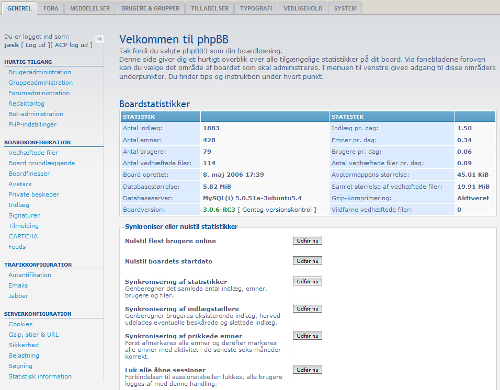 GENEREL FORA MEDDELELSER BRUGERE & GRUPPER TILLADELSER TYPOGRAFI VEDLIGEHOLD SYSTEM
Du er logget ind som:
jask [ Log ud ][ ACP log ud ]
HURTIG TILGANG
Brugeradministration
Gruppeadministration
Forumadministration
Redaktørlog
Bot-administration
PHP-indstillinger
BOARDKONFIGURATION
Vedhæftede filer
Board grundlæggende
Boardfinesser
Avatars
Private beskeder
Indlæg
Signaturer
Tilmelding
CAPTCHA
Feeds
TRAFIKKONFIGURATION
Autentifikation
Emails
Jabber
SERVERKONFIGURATION
Cookies
Gzip, stier & URL
Sikkerhed
Belastning
Søgning
Statistisk information
Velkommen til phpBB
Tak fordi du valgte phpBB3 som din boardløsning.
Denne side giver dig et hurtigt overblik over alle tilgængelige statistikker på dit board. Via fanebladene foroven
kan du vælge det område af boardet som skal administreres. I menuen til venstre gives adgang til disse områders
underpunkter. Du finder tips og instruktion under hvert punkt.
Boardstatistikker
STATISTIK STATISTIK
Antal indlæg: 1883 Indlæg pr. dag: 1.50
Antal emner: 428 Emner pr. dag: 0.34
Antal brugere: 79 Brugere pr. dag: 0.06
Antal vedhæftede filer: 114 Antal vedhæftede filer pr. dag: 0.09
Board oprettet: 8. maj 2006 17:39 Avatarmappens størrelse: 45.01 KiB
Databasestørrelse: 5.82 MiB Samlet størrelse af vedhæftede filer: 19.91 MiB
Databaseserver: MySQL(i) 5.0.51a-3ubuntu5.4 Gzip-komprimering: Aktiveret
Boardversion: 3.0.6-RC3 [ Gentag versionskontrol ] Vildfarne vedhæftede filer: 0
Synkroniser eller nulstil statistikker
Nulstil flest brugere online Udfør nu
Nulstil boardets startdato Udfør nu
Synkronisering af statistikker Udfør nu
Genberegner det samlede antal indlæg, emner,
brugere og filer.
Synkronisering af indlægstællere Udfør nu
Genberegner brugeres eksisterende indlæg, herved
udelades eventuelle beskårede og slettede indlæg.
Synkronisering af prikkede emner Udfør nu
Først afmarkeres alle emner og derefter markeres
alle emner med aktivitet i de seneste seks måneder
korrekt.
Luk alle åbne sessioner Udfør nu
Forbindelsen til sessionstabellen lukkes, alle brugere
logges af med denne handling.